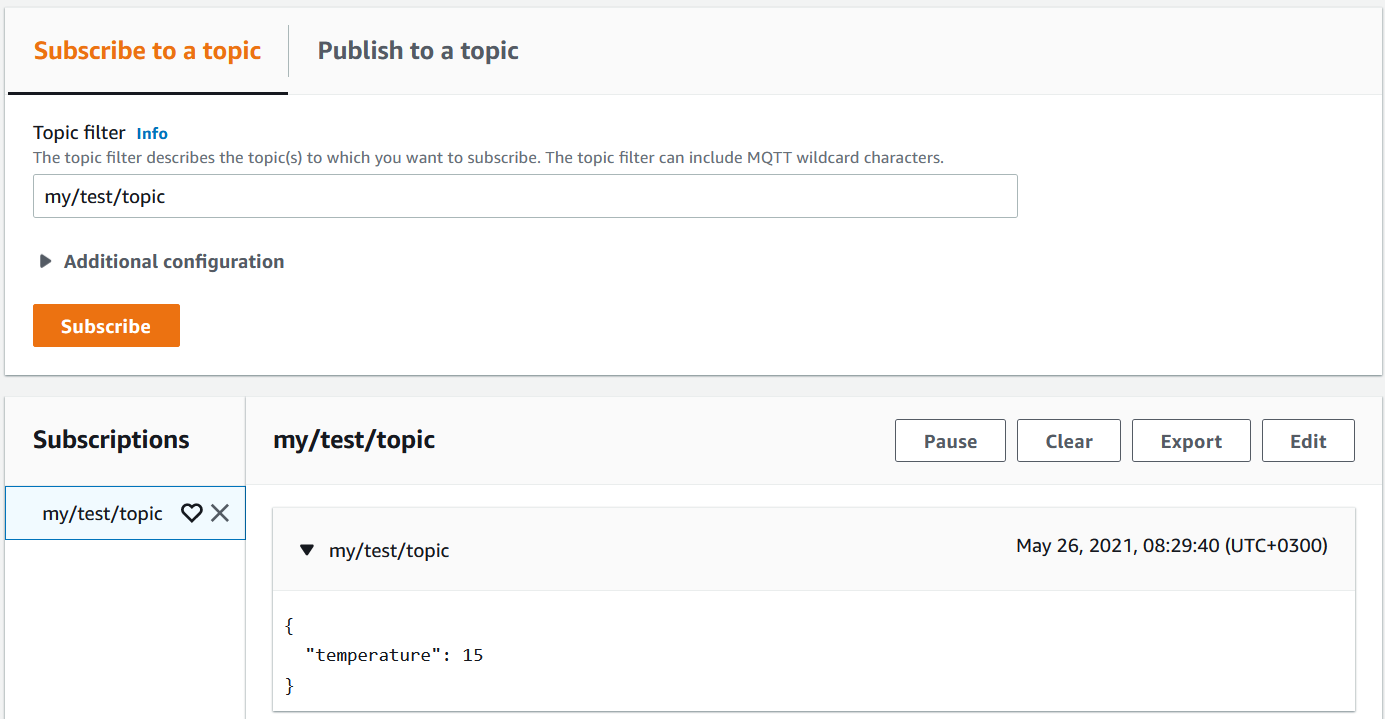 Subscribe to a topic
Publish to a topic
Topic filter Info
The topic filter describes the topic(s) to which you want to subscribe. The topic filter can include MQTT wildcard characters.
my/test/topic
Additional configuration
Subscribe
Subscriptions
my/test/topic
Pause
Clear
Export
Edit
my/test/topic
my/test/topic
May 26, 2021, 08:29:40 (UTC+0300)
{
"temperature": 15
}